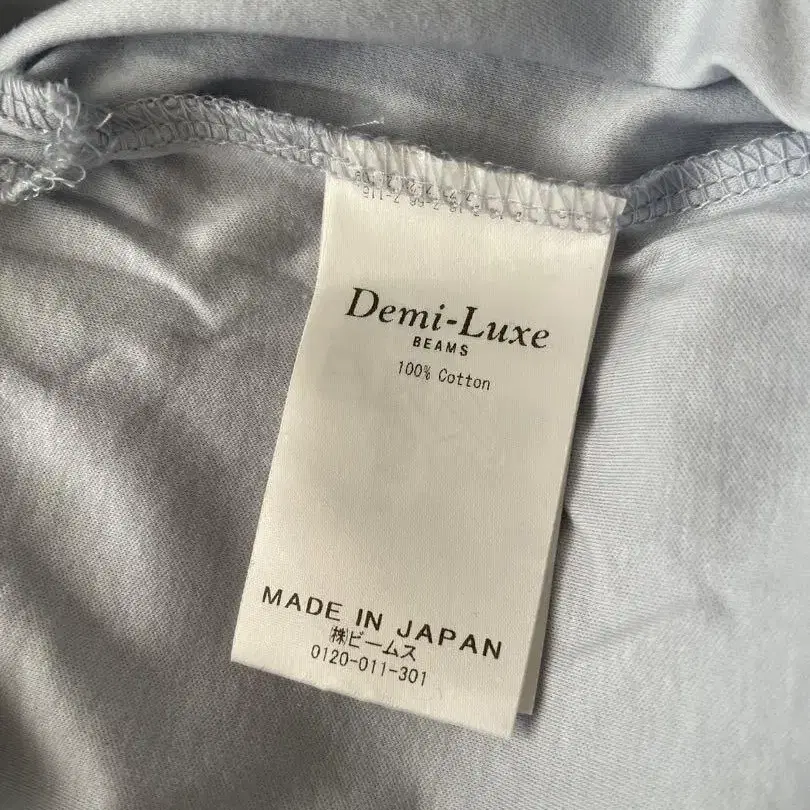 Demi-Luxe
BEAMS
100% Cotton
MADE IN JAPAN
㈱ビームス
0120-011-301